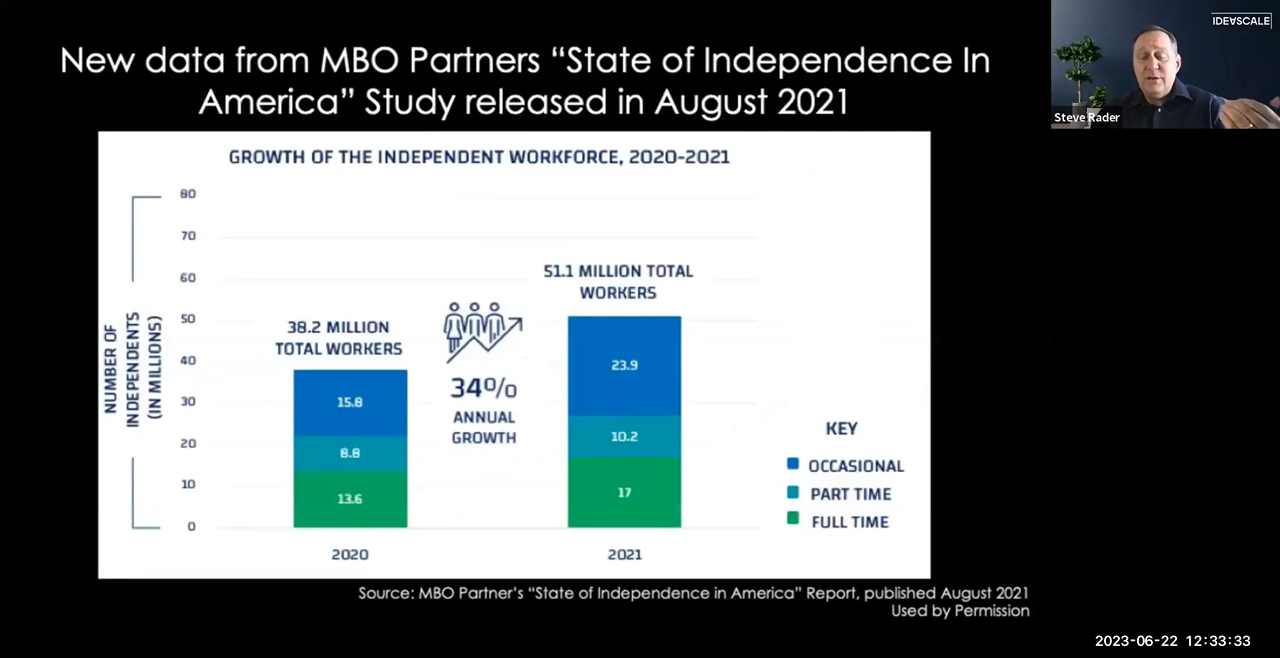 New data from MBO Partners “State of Independence In
America” Study released in August 2021
IDEASCALE
Steve Rader
GROWTH OF THE INDEPENDENT WORKFORCE, 2020-2021
NUMBER OF
INDEPENDENTS
(IN MILLIONS)
80
70
60
50
40
30
20
10
0
38.2 MILLION
TOTAL WORKERS
15.8
8.8
13.6
2020
34%
ANNUAL
GROWTH
51.1 MILLION TOTAL
WORKERS
23.9
10.2
17
2021
KEY
OCCASIONAL
PART TIME
FULL TIME
Source: MBO Partner’s “State of Independence in America” Report, published August 2021
Used by Permission
2023-06-22 12:33:33